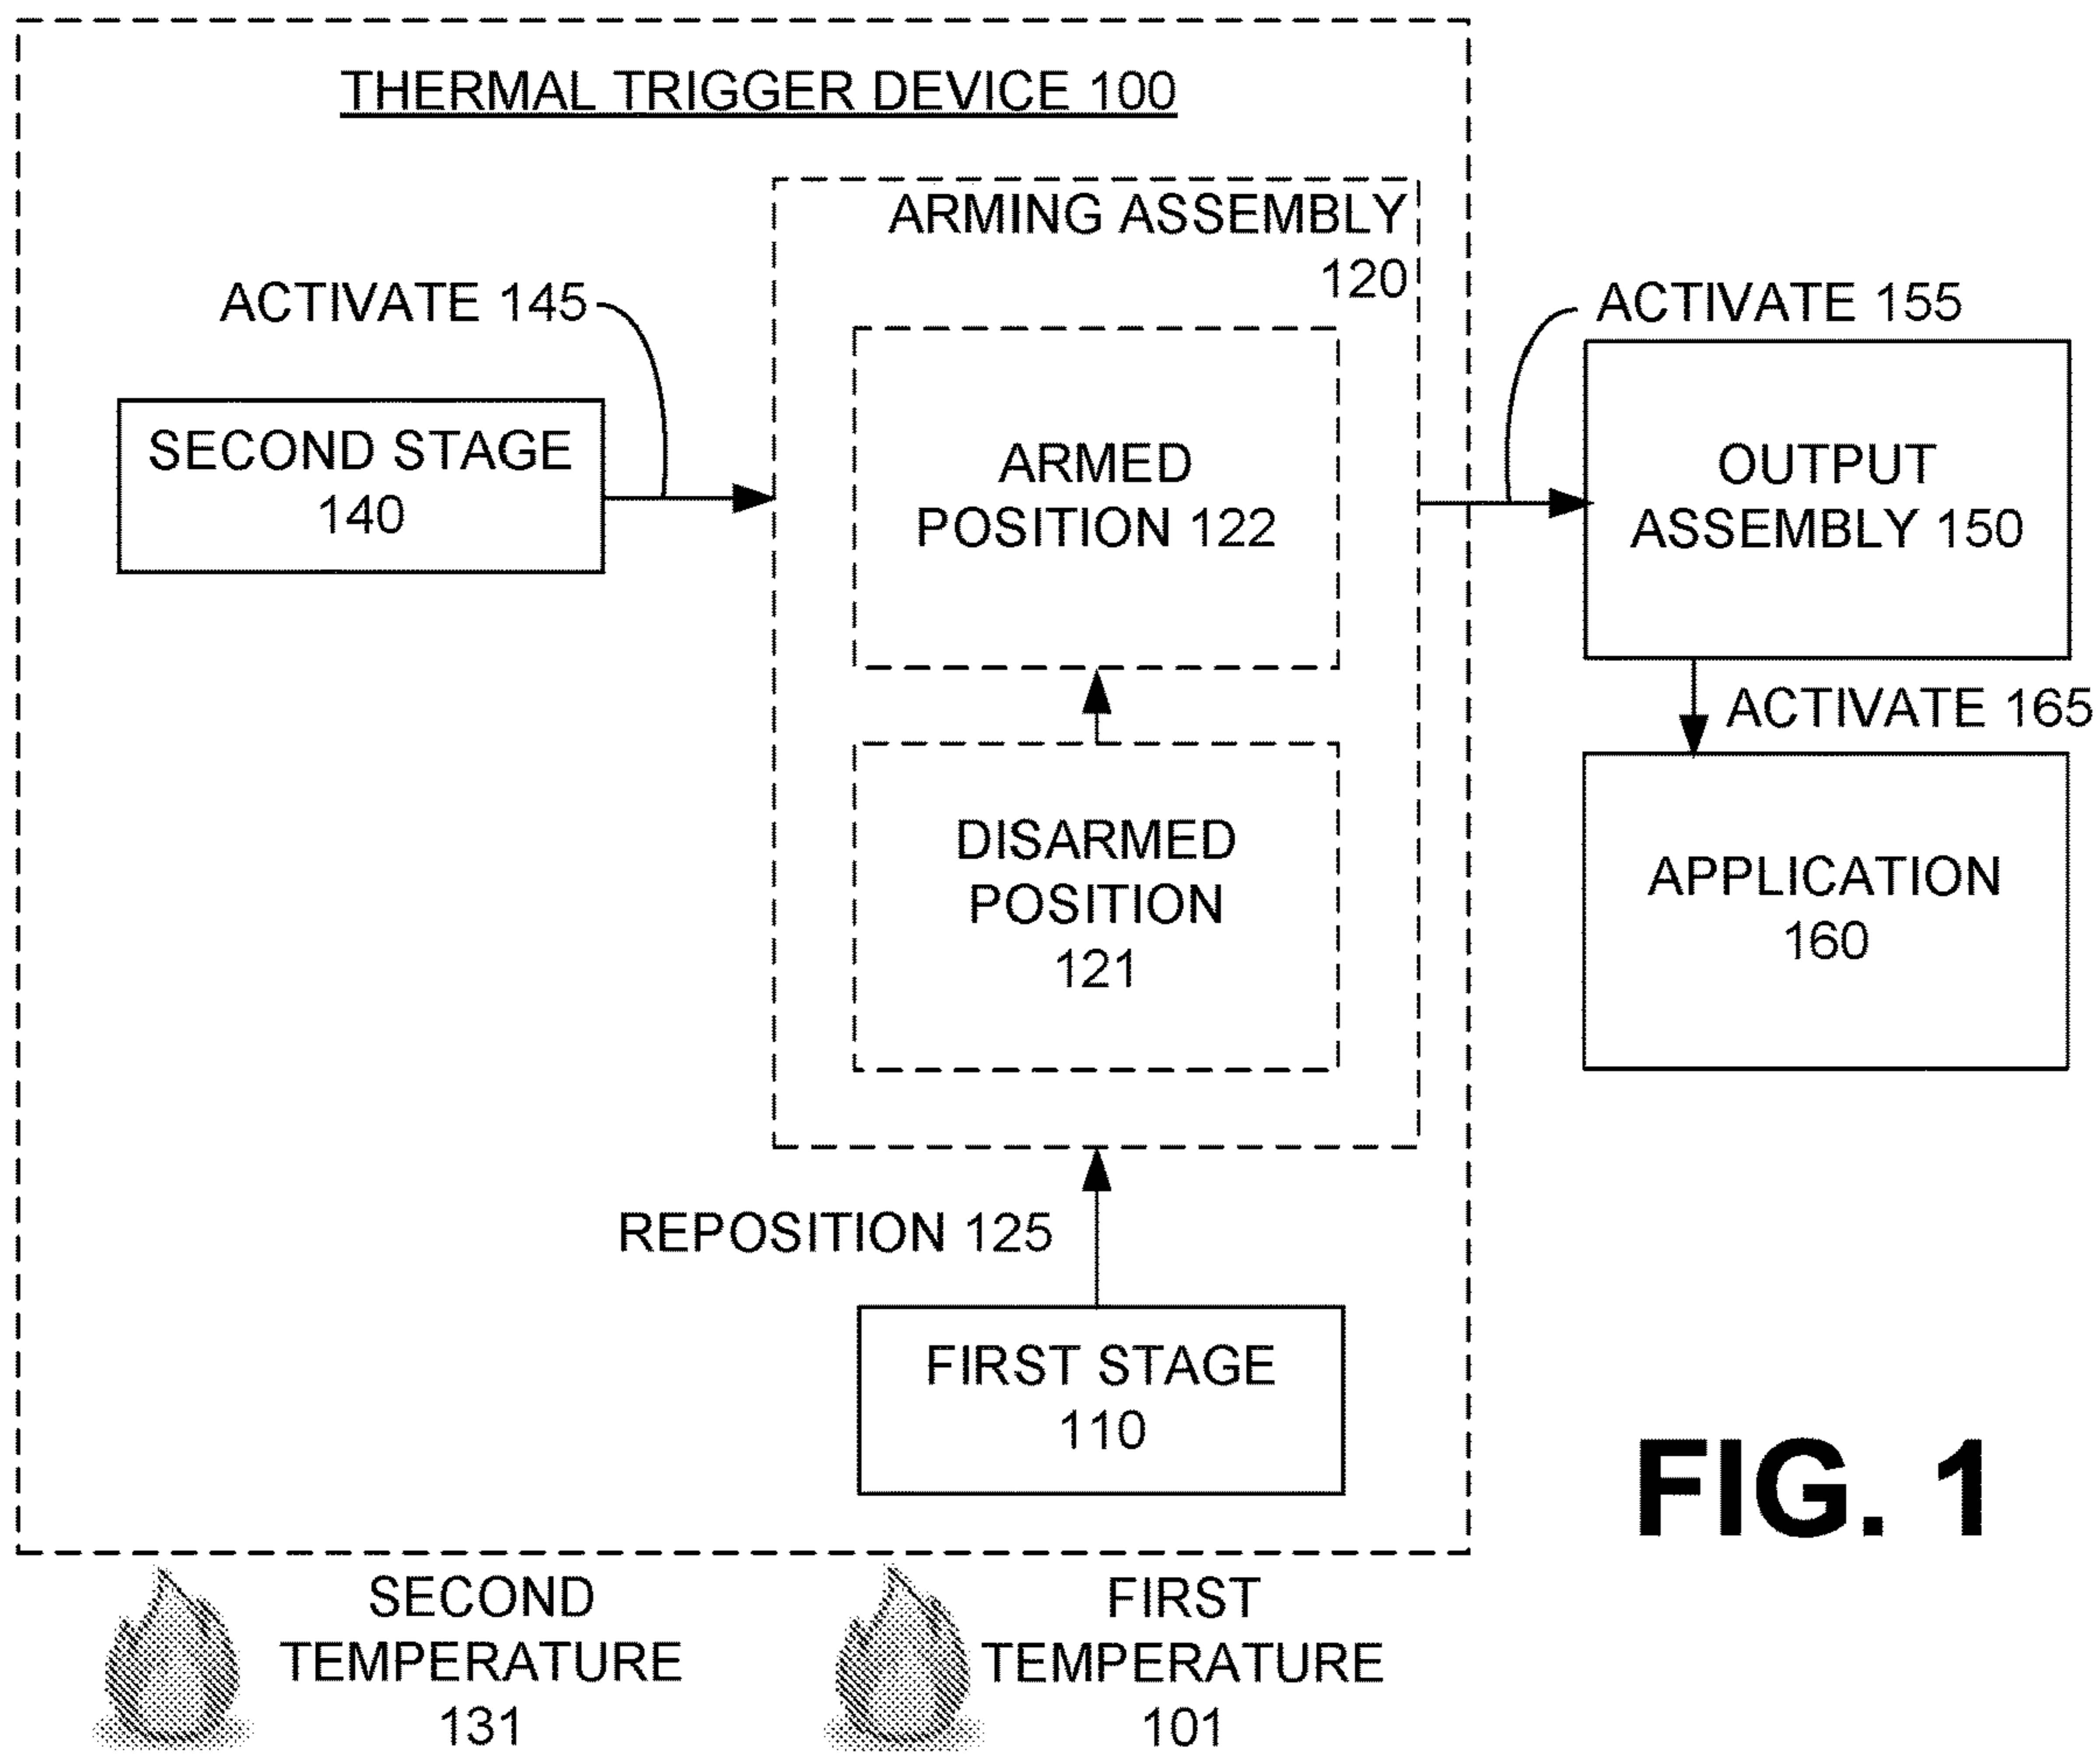 THERMAL TRIGGER DEVICE 100
ARMING ASSEMBLY
120
ACTIVATE 145
ACTIVATE 155
SECOND STAGE
140
ARMED
POSITION 122
OUTPUT
ASSEMBLY 150
ACTIVATE 165
DISARMED
POSITION
121
APPLICATION
160
REPOSITION 125
FIRST STAGE
110
FIG. 1
SECOND
TEMPERATURE
131
FIRST
TEMPERATURE
101